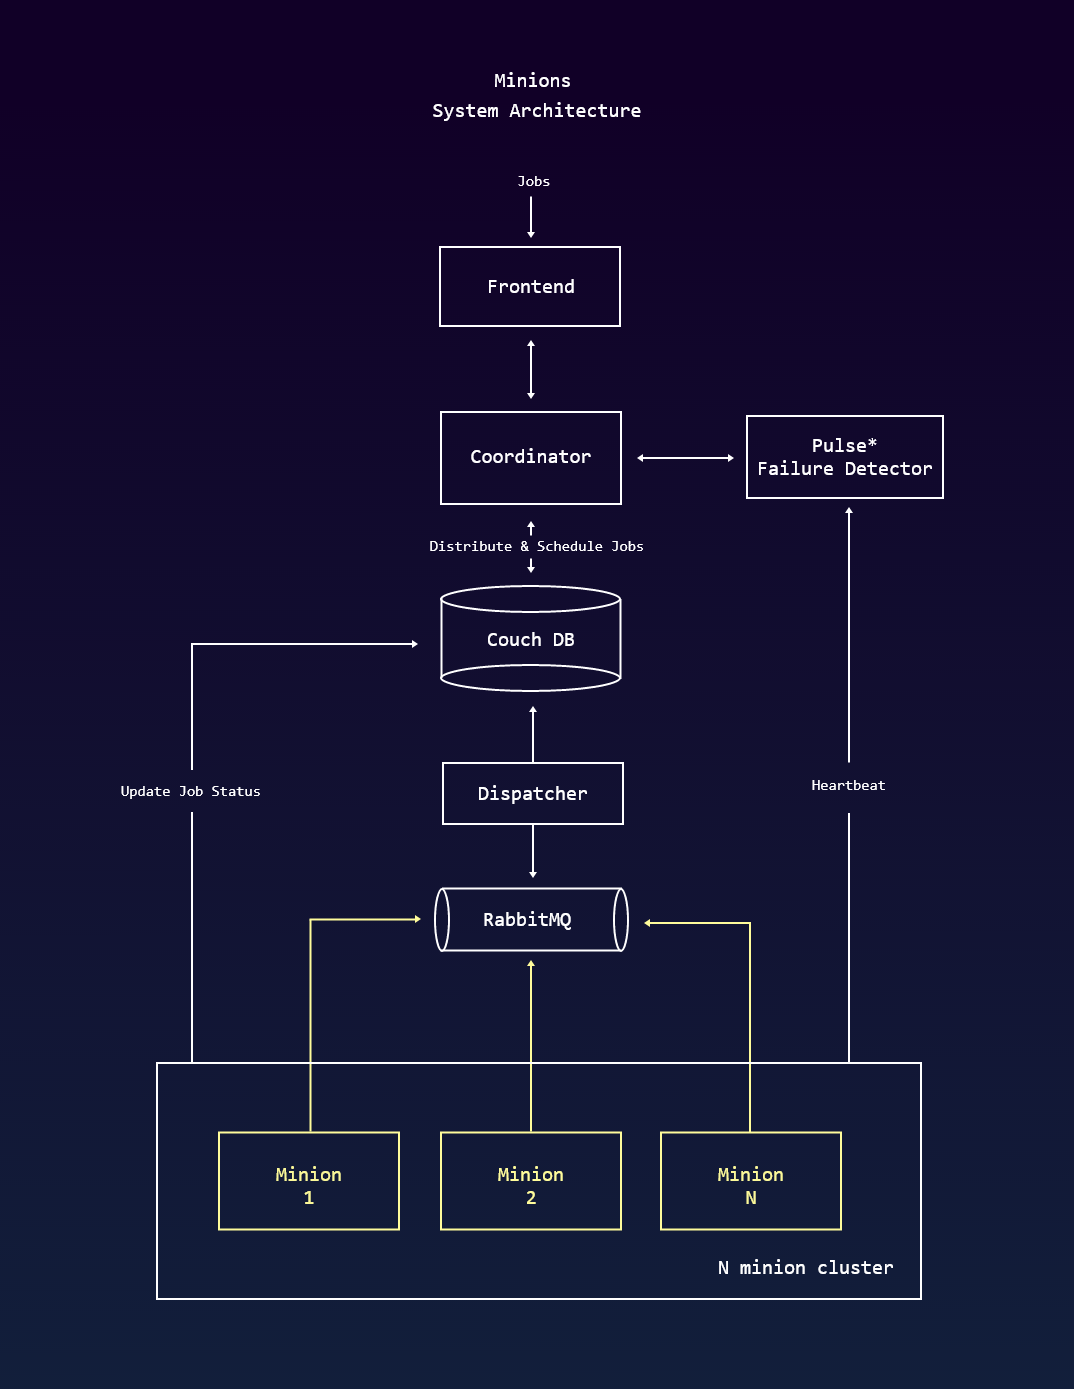 Minions
System Architecture
Jobs
Frontend
Coordinator
Pulse*
Failure Detector
Distribute & Schedule Jobs
Couch DB
Update Job Status
Dispatcher
Heartbeat
RabbitMQ
Minion
1
Minion
2
Minion
N
N minion cluster